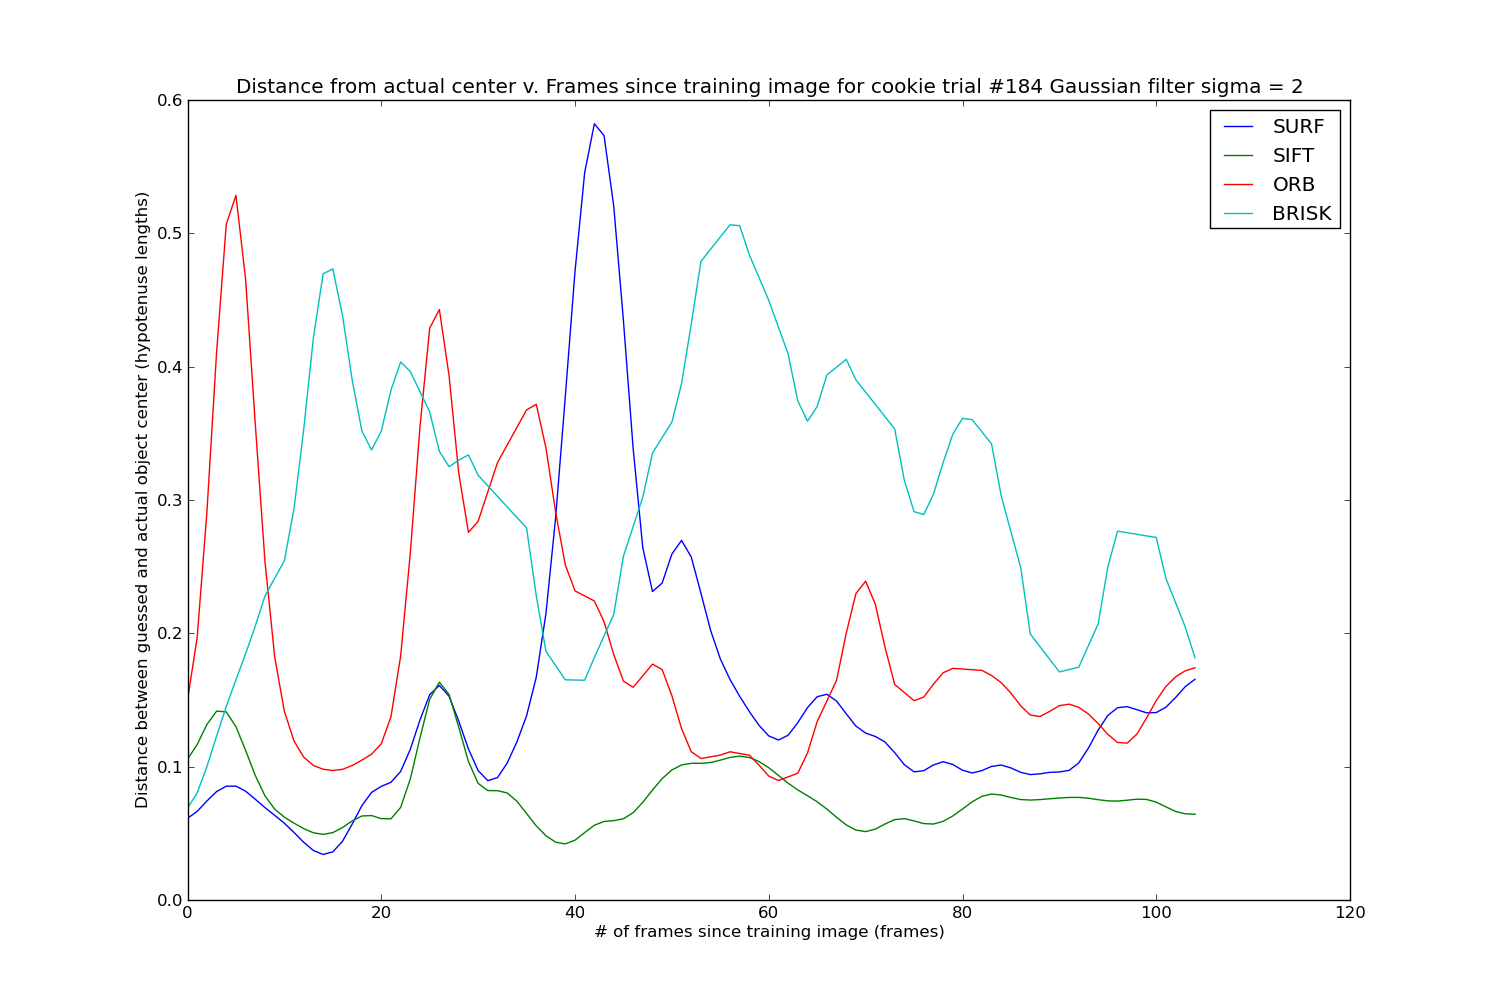 Distance from actual center v. Frames since training image for cookie trial #184 Gaussian filter sigma = 2
Distance between guessed and actual object center (hypotenuse lengths)
0.6
0.5
0.4
0.3
0.2
0.1
0.0
SURF
SIFT
ORB
BRISK
0 20 40 60 80 100 120
# of frames since training image (frames)